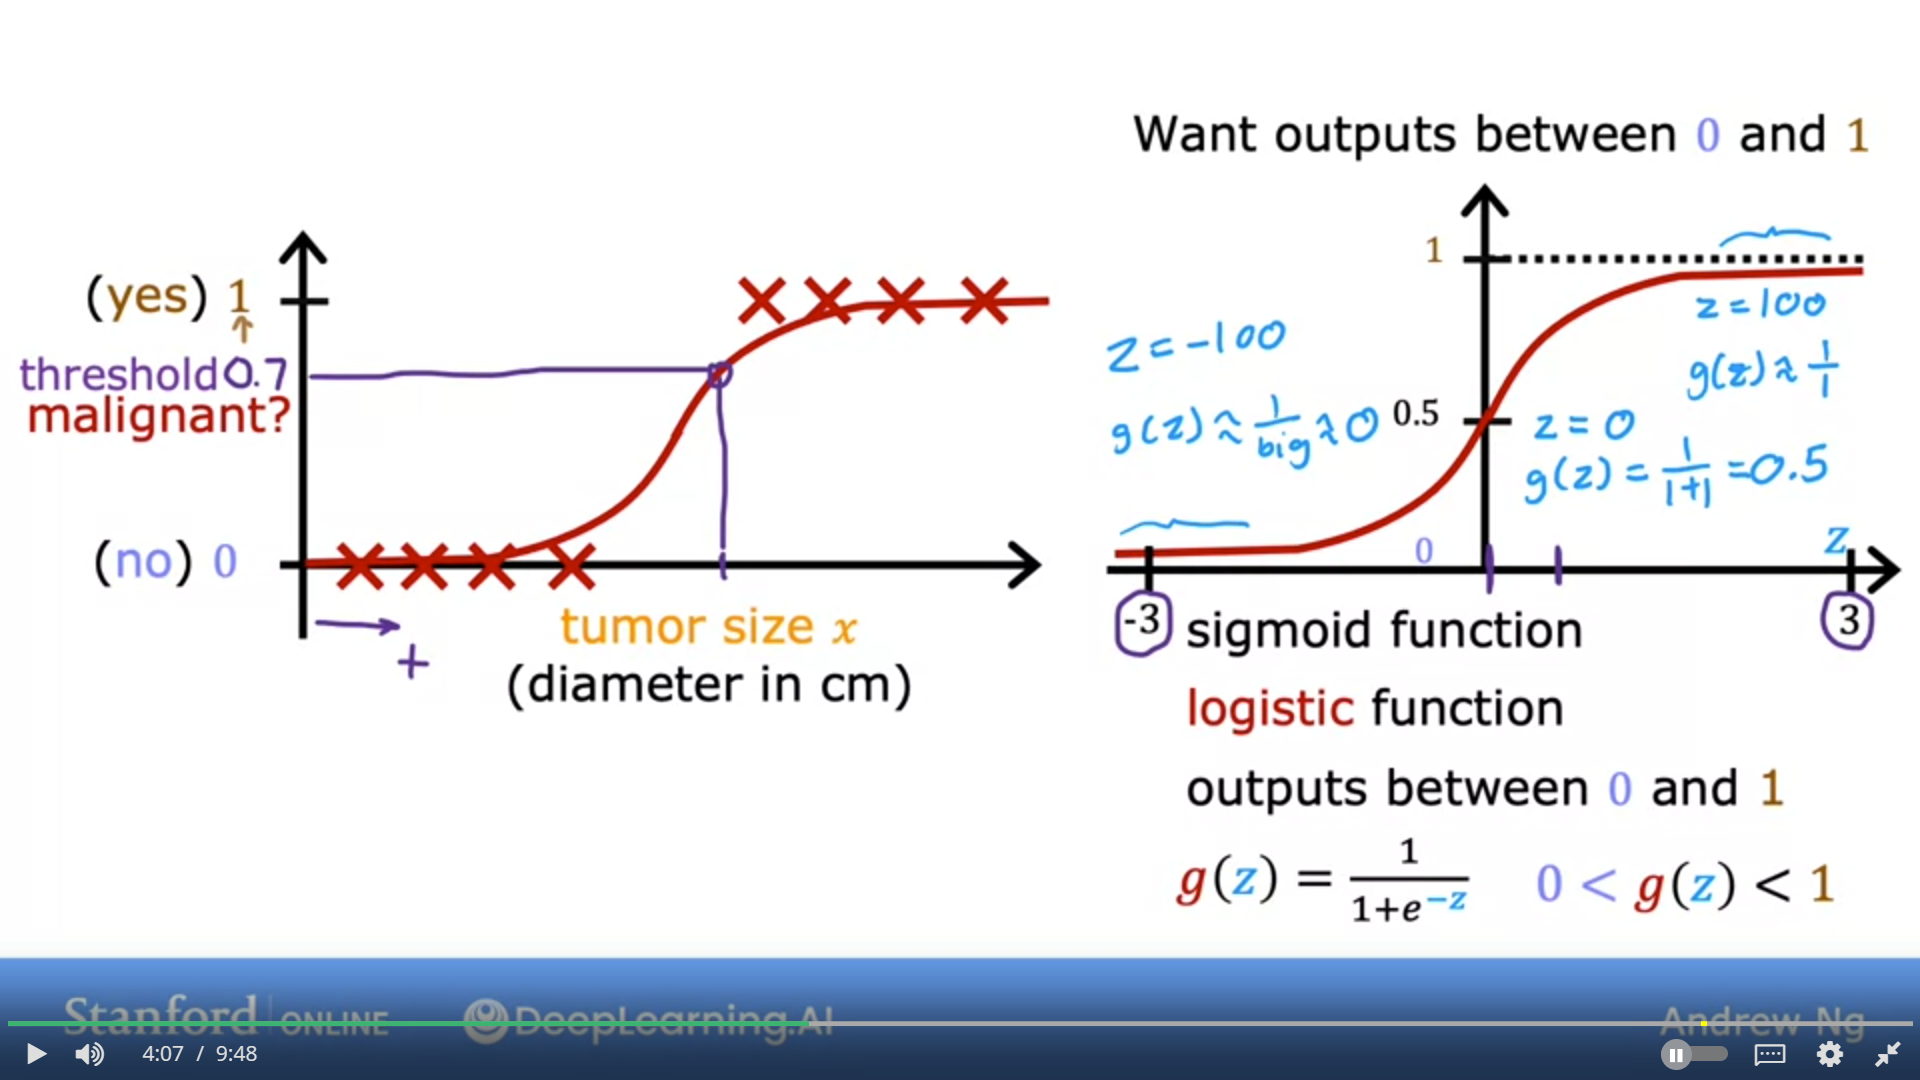 Want outputs between 0 and 1
(yes) 1
threshold 0.7
malignant?
(no) 0
+
tumor size x
(diameter in cm)
1
0.5
0
z = -100
g(z) ≈ 1/big ≈ 0
z = 100
g(z) ≈ 1/1
z = 0
g(z) = 1/1+1 = 0.5
z
-3
3
sigmoid function
logistic function
outputs between 0 and 1
g(z) = 1/1+e^-z 0 < g(z) < 1
Stanford | ONLINE DeepLearning.AI Andrew Ng
4:07 / 9:48